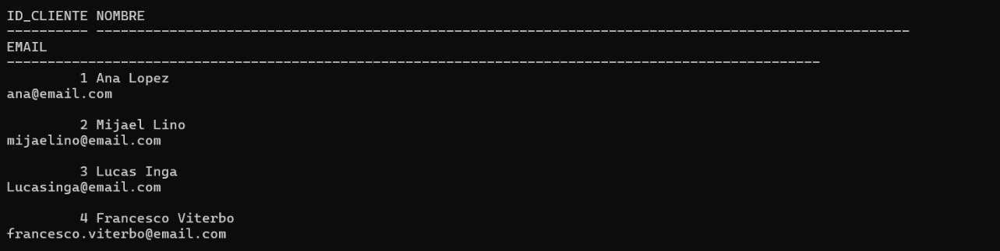 ID_CLIENTE NOMBRE
---------- ----------------------------------------------------------------------------------------------------
EMAIL
----------------------------------------------------------------------------------------------------
1 Ana Lopez
ana@email.com
2 Mijael Lino
mijaelino@email.com
3 Lucas Inga
Lucasinga@email.com
4 Francesco Viterbo
francesco.viterbo@email.com